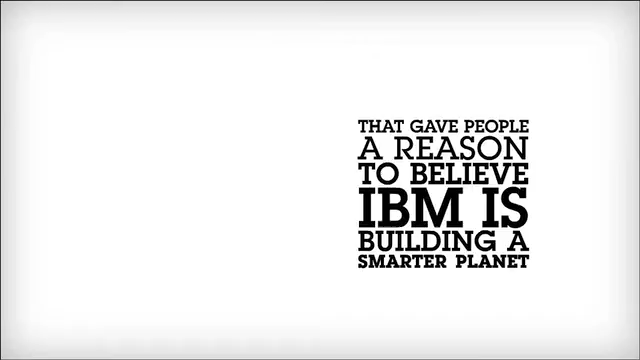 THAT GAVE PEOPLE
A REASON
TO BELIEVE
IBM IS
BUILDING A
SMARTER PLANET